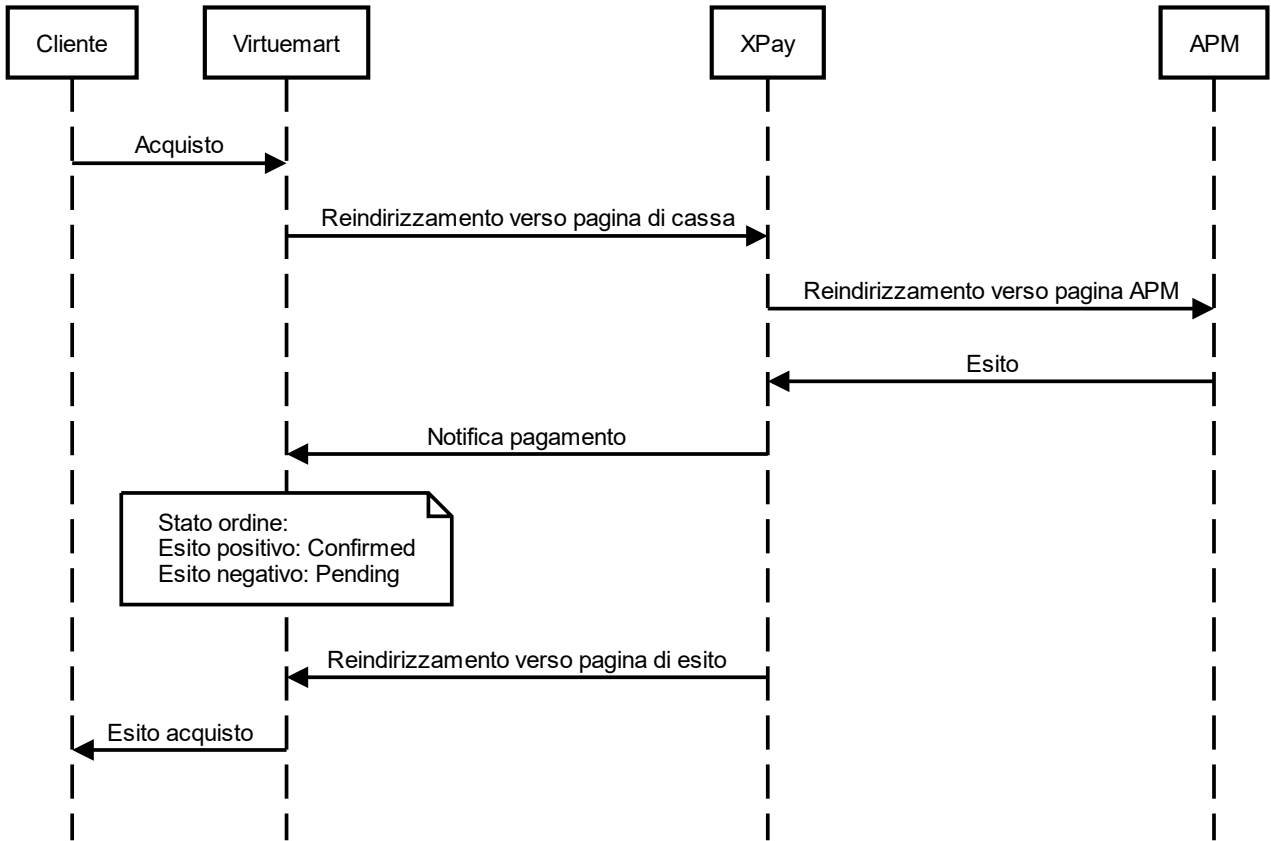 Cliente
Virtuemart
XPay
APM
Acquisto
Reindirizzamento verso pagina di cassa
Reindirizzamento verso pagina APM
Esito
Notifica pagamento
Stato ordine:
Esito positivo: Confirmed
Esito negativo: Pending
Reindirizzamento verso pagina di esito
Esito acquisto